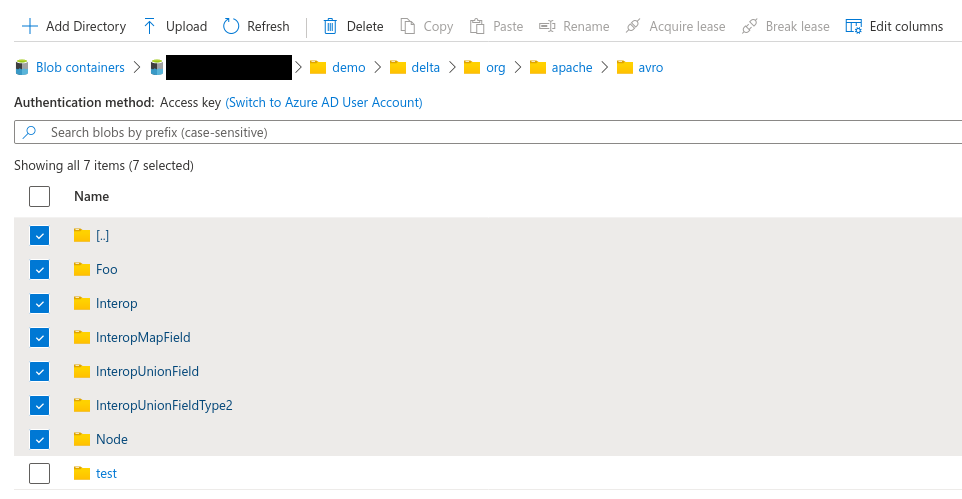 Add Directory Upload Refresh Delete Copy Paste Rename Acquire lease Break lease Edit columns
Blob containers > > demo > delta > org > apache > avro
Authentication method: Access key (Switch to Azure AD User Account)
Search blobs by prefix (case-sensitive)
Showing all 7 items (7 selected)
Name
[..]
Foo
Interop
InteropMapField
InteropUnionField
InteropUnionFieldType2
Node
test